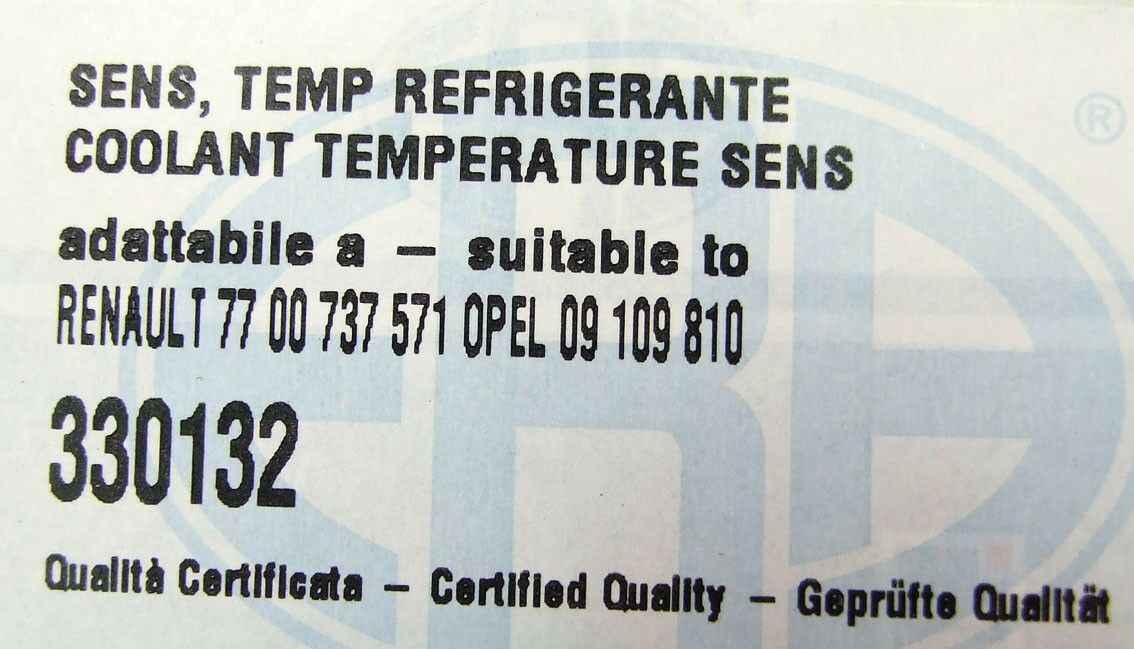 SENS, TEMP REFRIGERANTE
COOLANT TEMPERATURE SENS
adattabile a – suitable to
RENAULT 77 00 737 571 OPEL 09 109 810
330132
Qualità Certificata – Certified Quality – Geprüfte Qualität
ERA
®